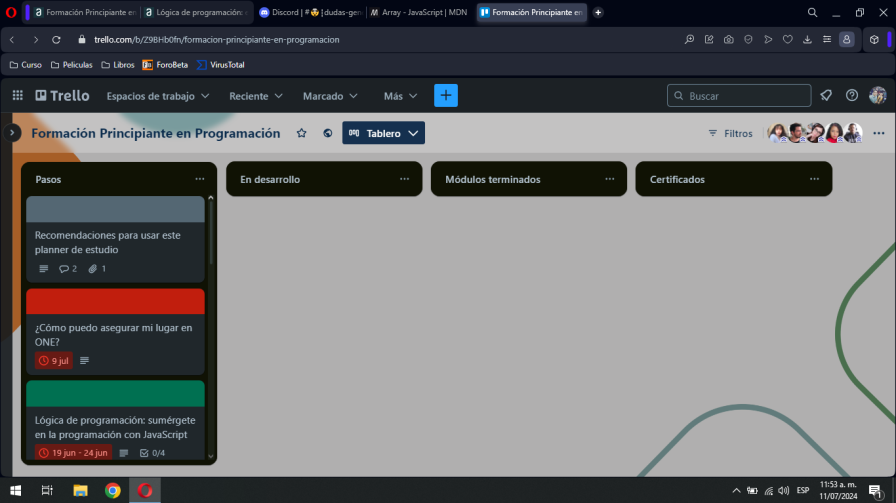 Formación Principiante en
Lógica de programación:
Discord | # | dudas-gen
Array - JavaScript | MDN
Formación Principiante en
trello.com/b/Z9BHb0fn/formacion-principiante-en-programacion
Curso
Peliculas
Libros
ForoBeta
VirusTotal
Trello
Espacios de trabajo
Reciente
Marcado
Más
Buscar
Formación Principiante en Programación
Tablero
Filtros
Pasos
En desarrollo
Módulos terminados
Certificados
Recomendaciones para usar este
planner de estudio
2
1
¿Cómo puedo asegurar mi lugar en
ONE?
9 jul
Lógica de programación: sumérgete
en la programación con JavaScript
19 jun - 24 jun
0/4
ESP
11:53 a. m.
11/07/2024
1